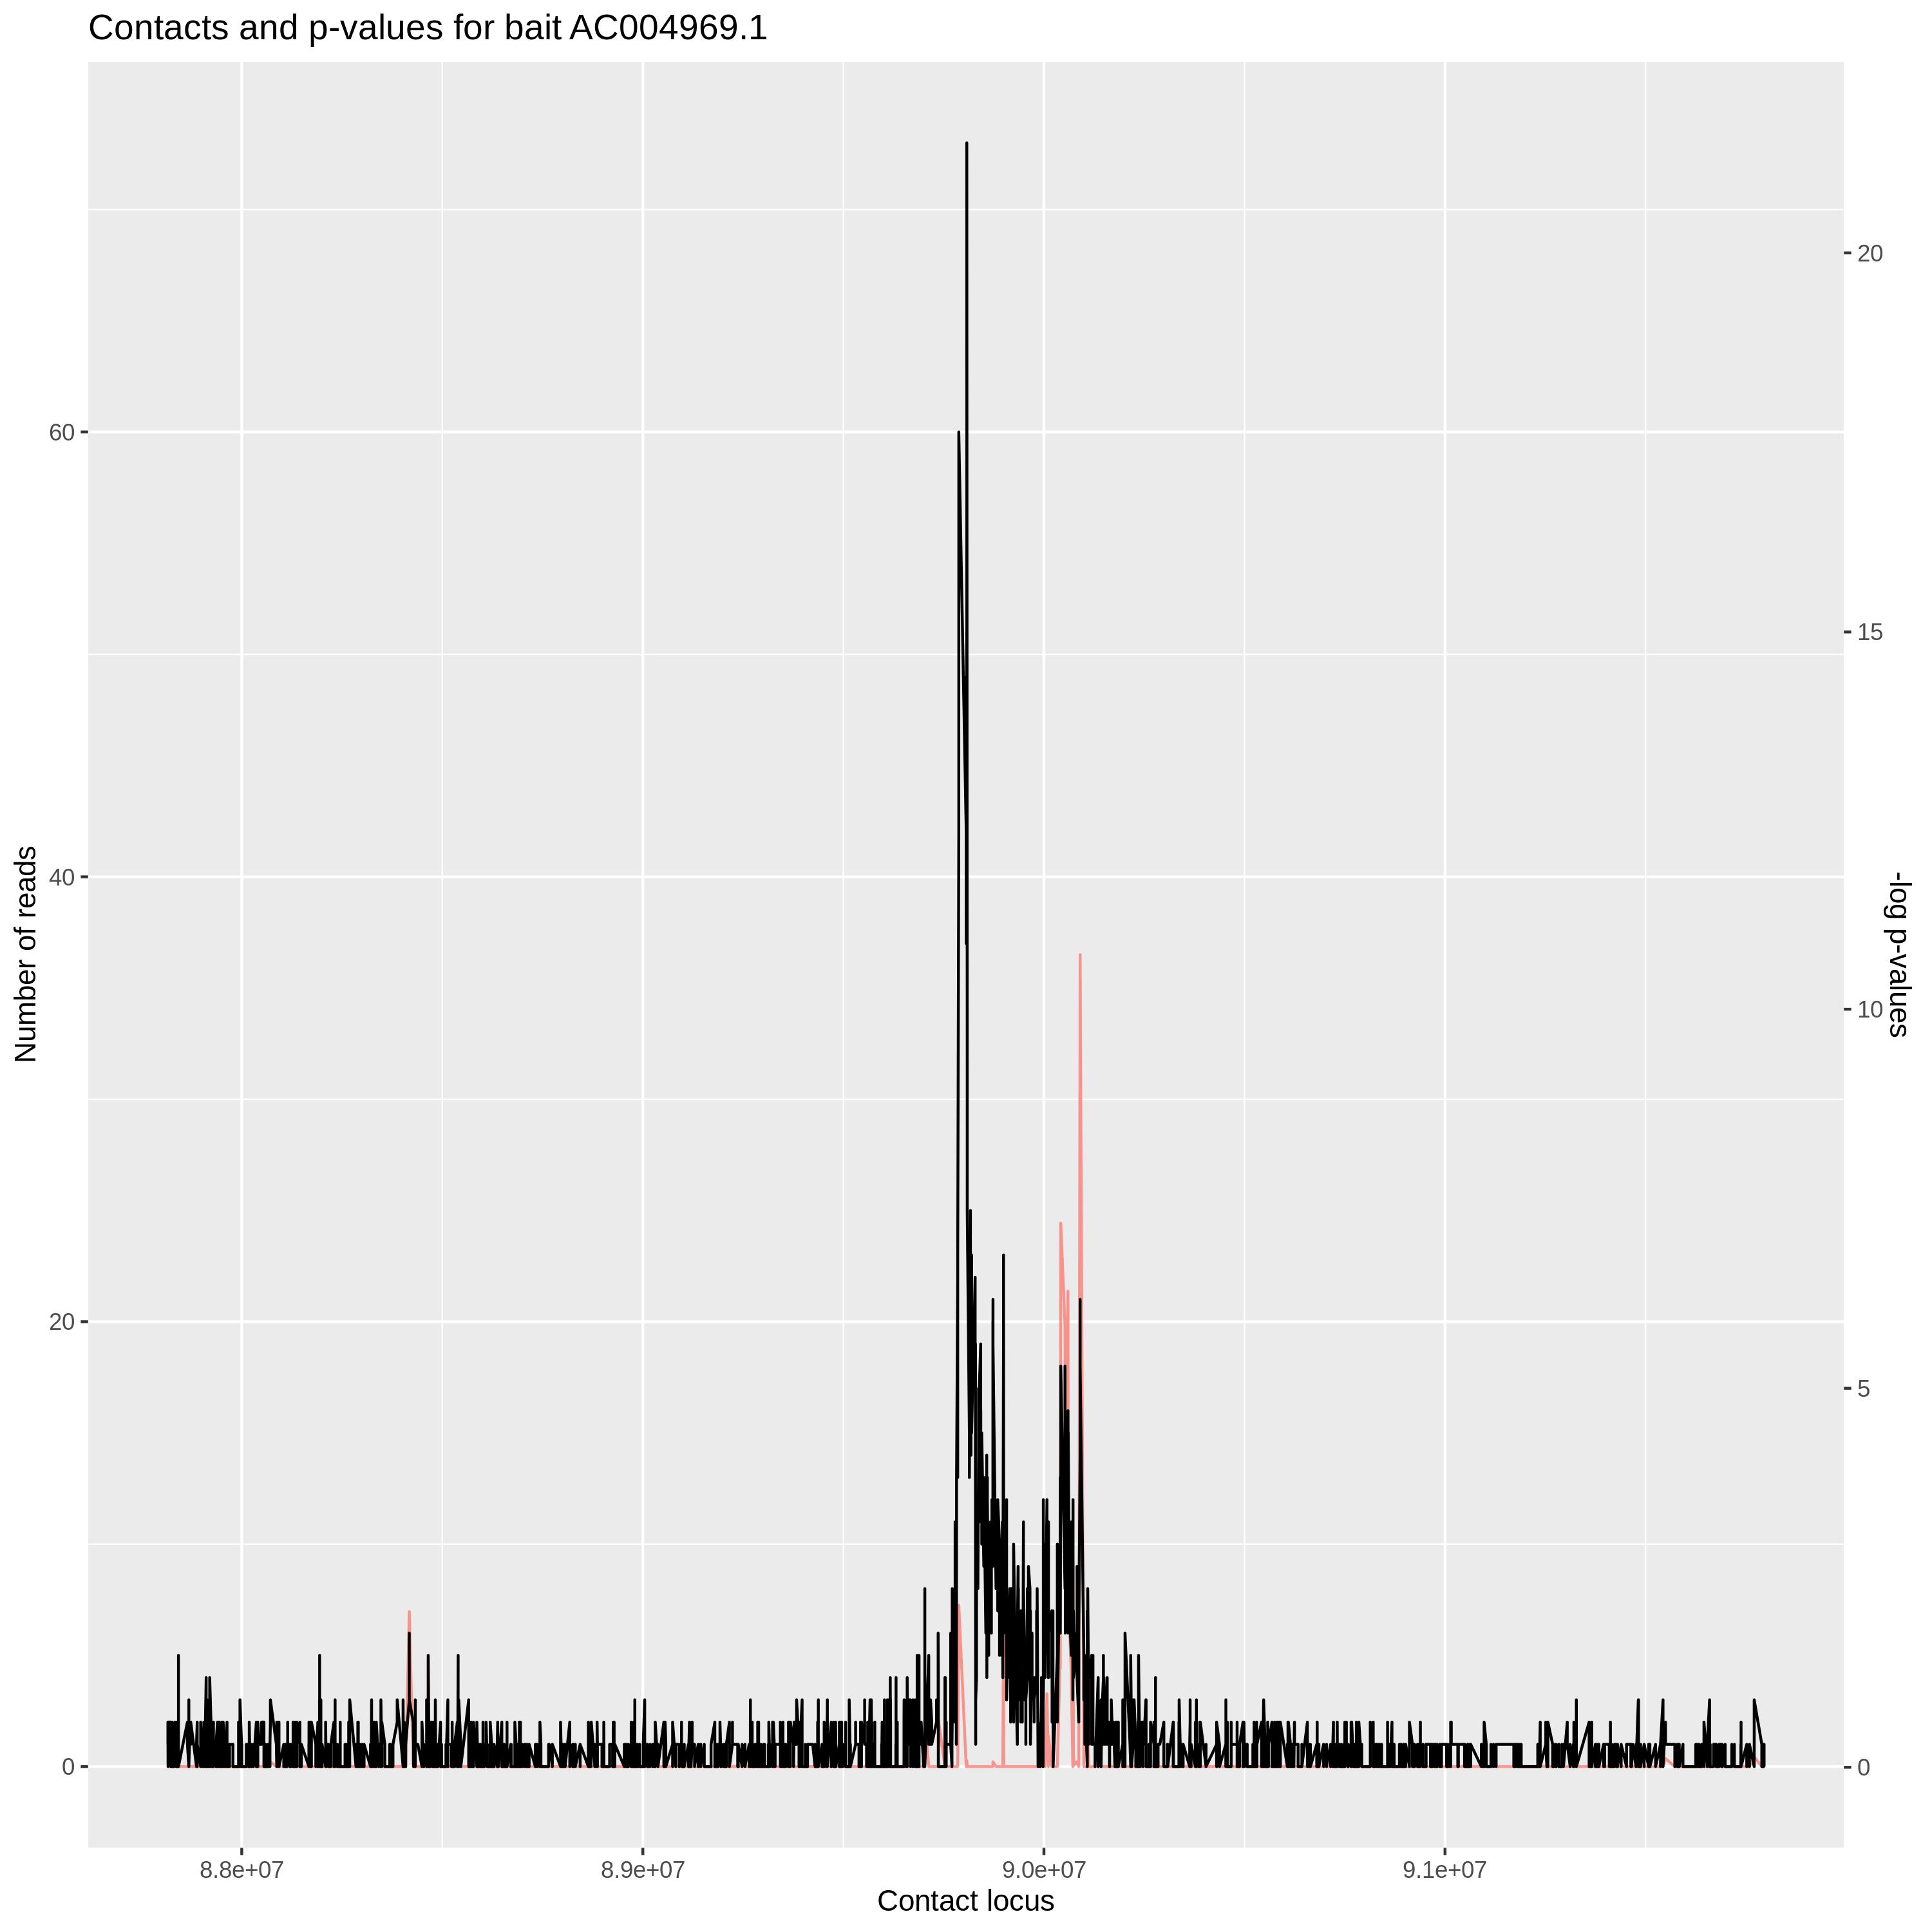 Contacts and p-values for bait AC004969.1
60
40
20
0
Number of reads
20
15
10
5
0
-log p-values
8.8e+07
8.9e+07
9.0e+07
9.1e+07
Contact locus